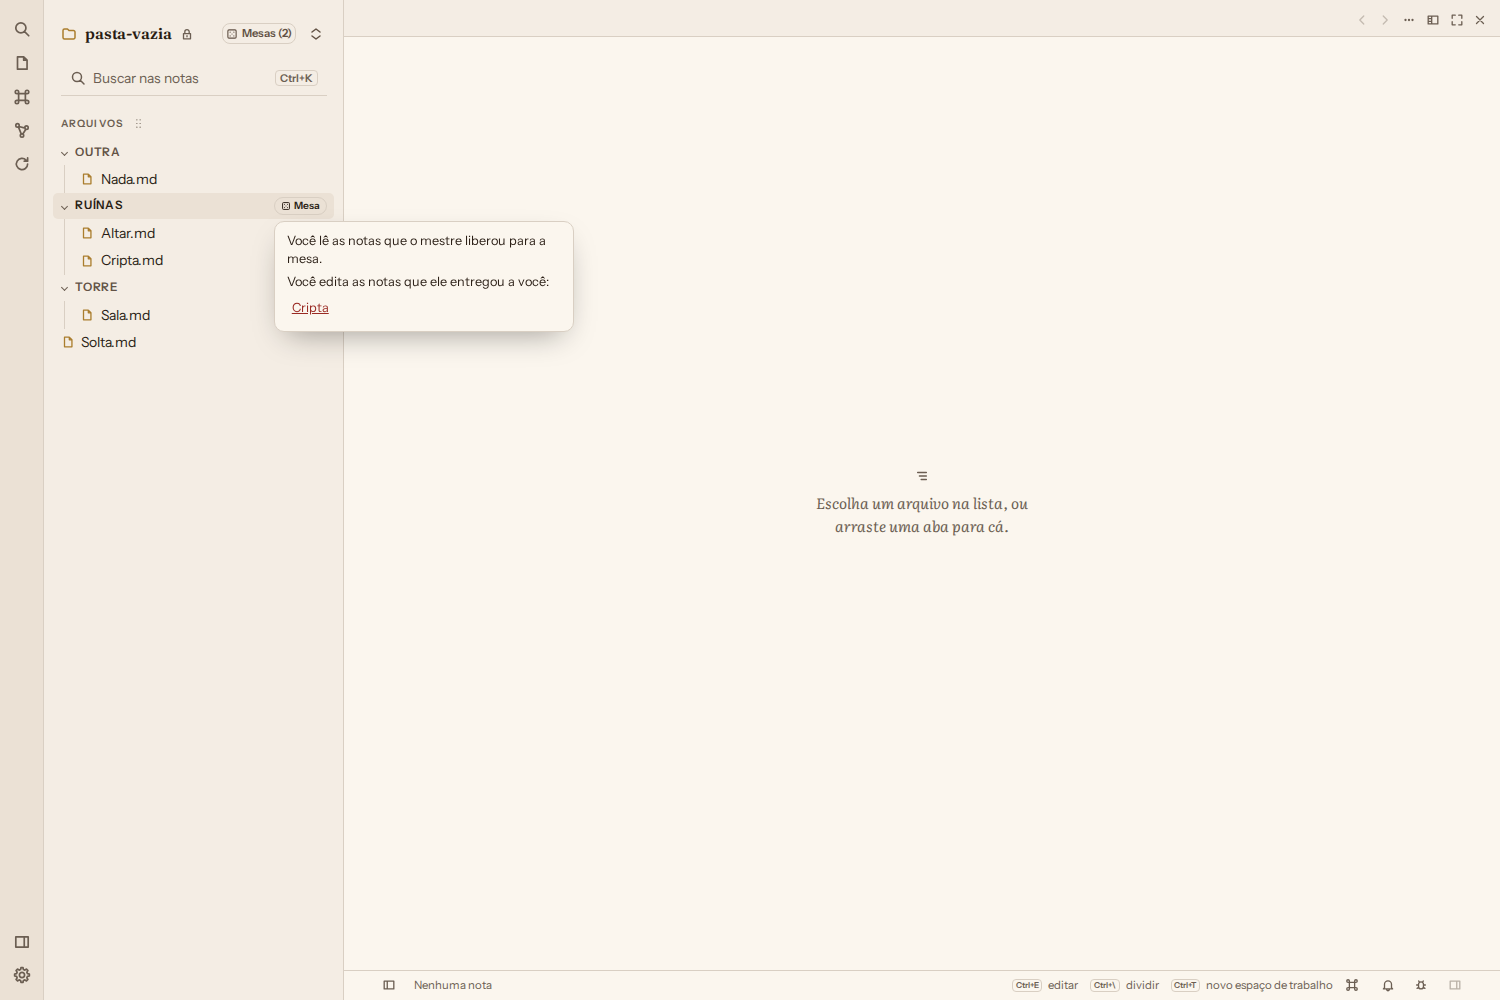 pasta-vazia
Mesas (2)
Buscar nas notas
Ctrl+K
ARQUIVOS
OUTRA
Nada.md
RUÍNAS
Mesa
Altar.md
Cripta.md
TORRE
Sala.md
Solta.md
Você lê as notas que o mestre liberou para a
mesa.
Você edita as notas que ele entregou a você:
Cripta
Escolha um arquivo na lista, ou
arraste uma aba para cá.
Nenhuma nota
Ctrl+E editar Ctrl+\ dividir Ctrl+T novo espaço de trabalho